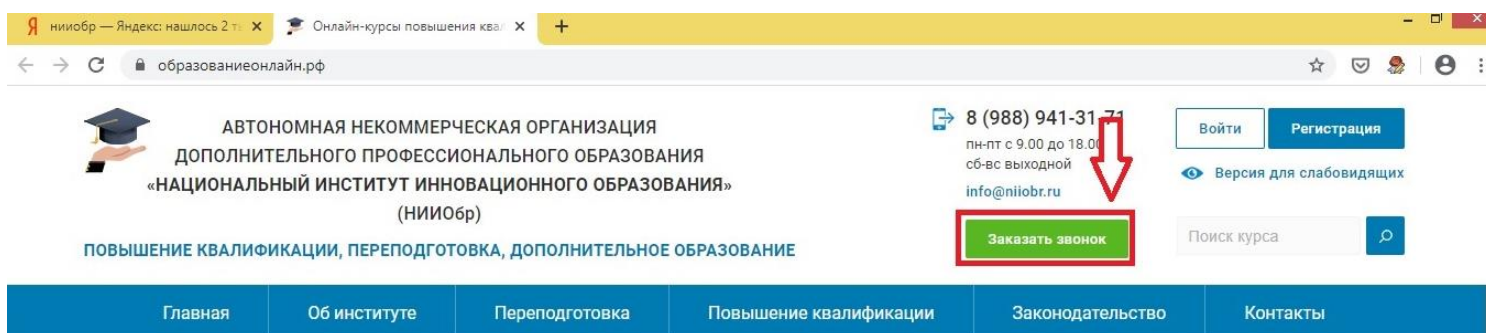 Я нииобр — Яндекс: нашлось 2 т
Онлайн-курсы повышения ква
образованиеонлайн.рф
АВТОНОМНАЯ НЕКОММЕРЧЕСКАЯ ОРГАНИЗАЦИЯ
ДОПОЛНИТЕЛЬНОГО ПРОФЕССИОНАЛЬНОГО ОБРАЗОВАНИЯ
«НАЦИОНАЛЬНЫЙ ИНСТИТУТ ИННОВАЦИОННОГО ОБРАЗОВАНИЯ»
(НИИОбр)
ПОВЫШЕНИЕ КВАЛИФИКАЦИИ, ПЕРЕПОДГОТОВКА, ДОПОЛНИТЕЛЬНОЕ ОБРАЗОВАНИЕ
8 (988) 941-31-71
пн-пт с 9.00 до 18.00
сб-вс выходной
info@niiobr.ru
Заказать звонок
Войти
Регистрация
Версия для слабовидящих
Поиск курса
Главная
Об институте
Переподготовка
Повышение квалификации
Законодательство
Контакты